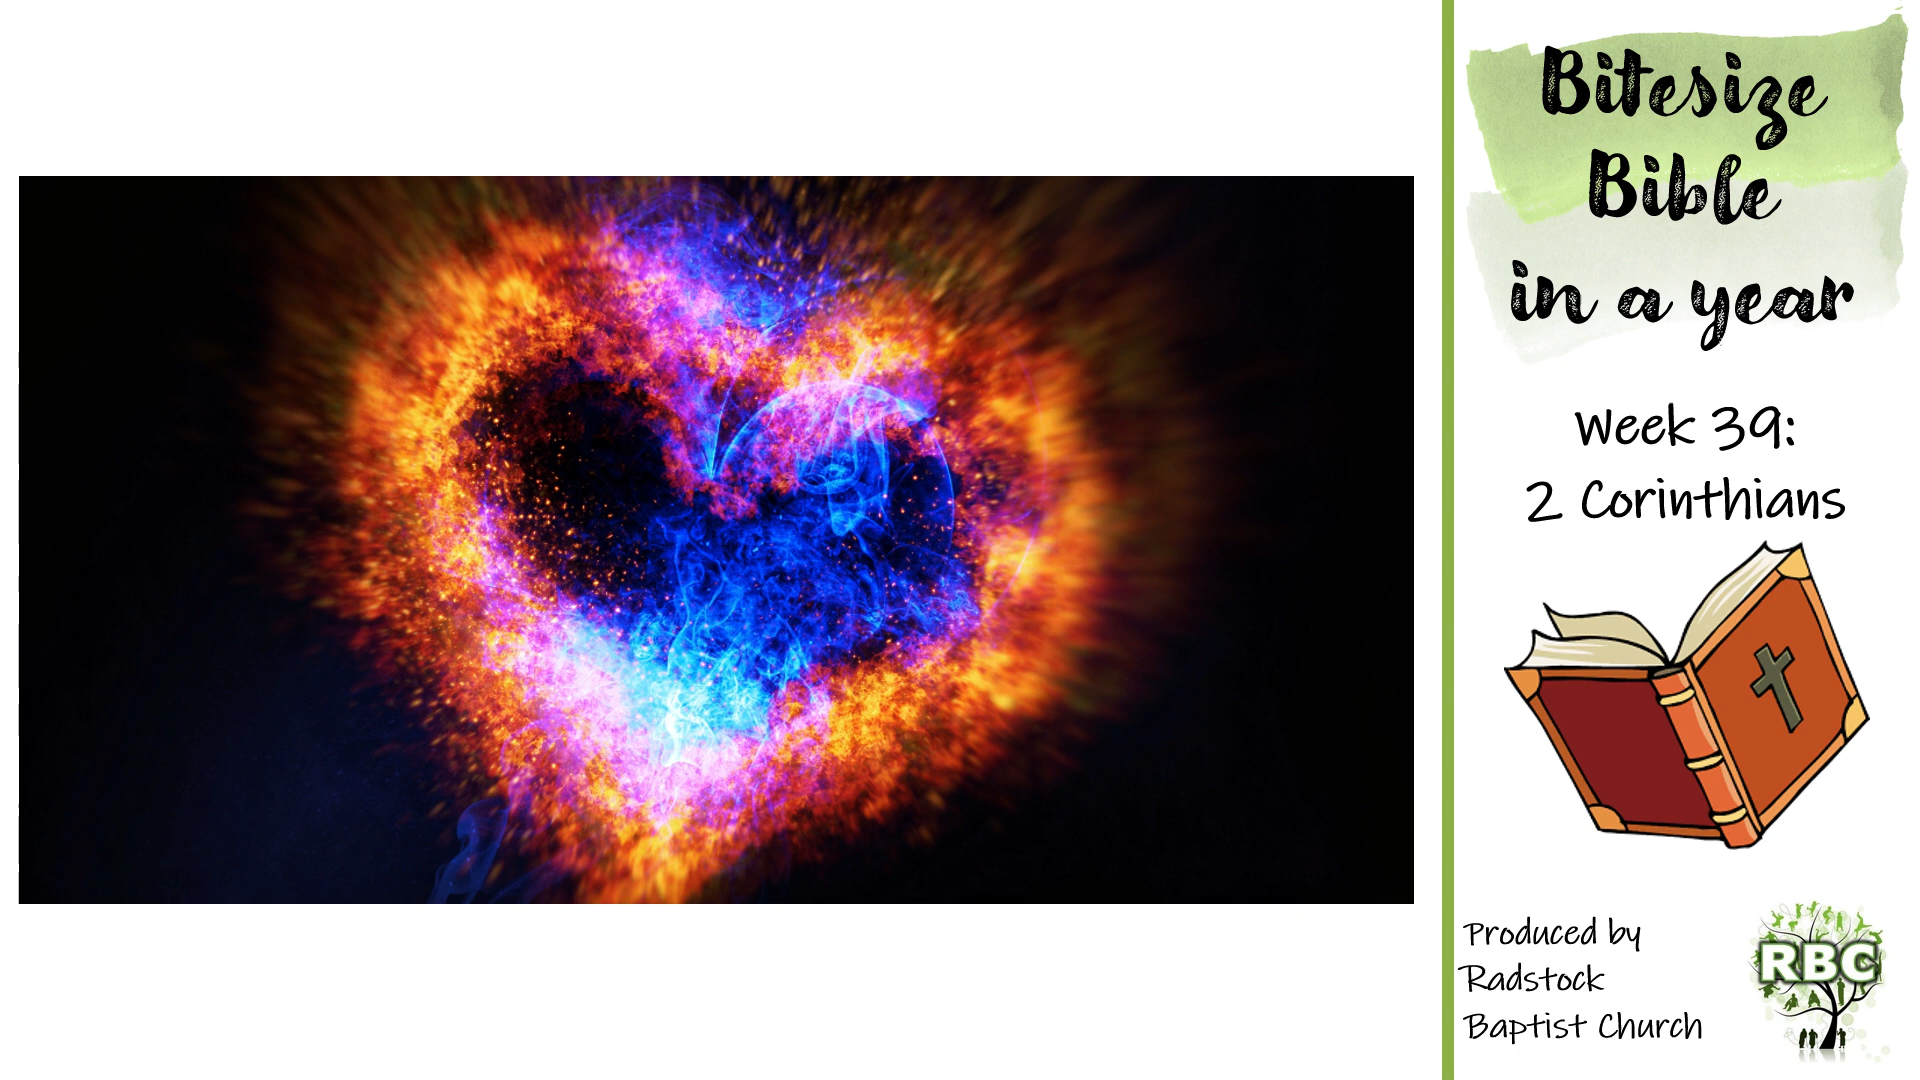 Bitesize
Bible
in a year
Week 39:
2 Corinthians
Produced by
Radstock
Baptist Church
RBC